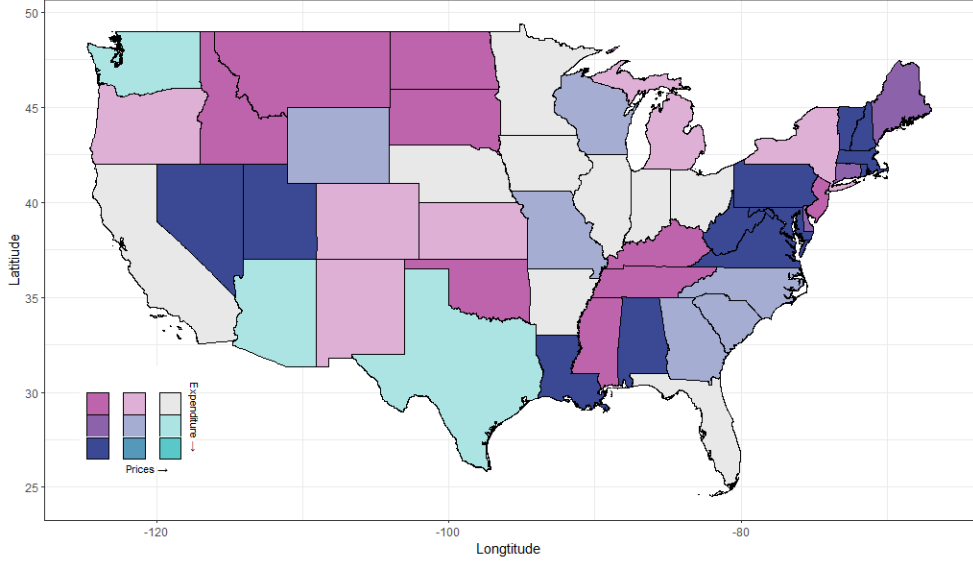 50
45
40
35
30
25
Latitude
Expenditure →
Prices →
-120
-100
-80
Longtitude